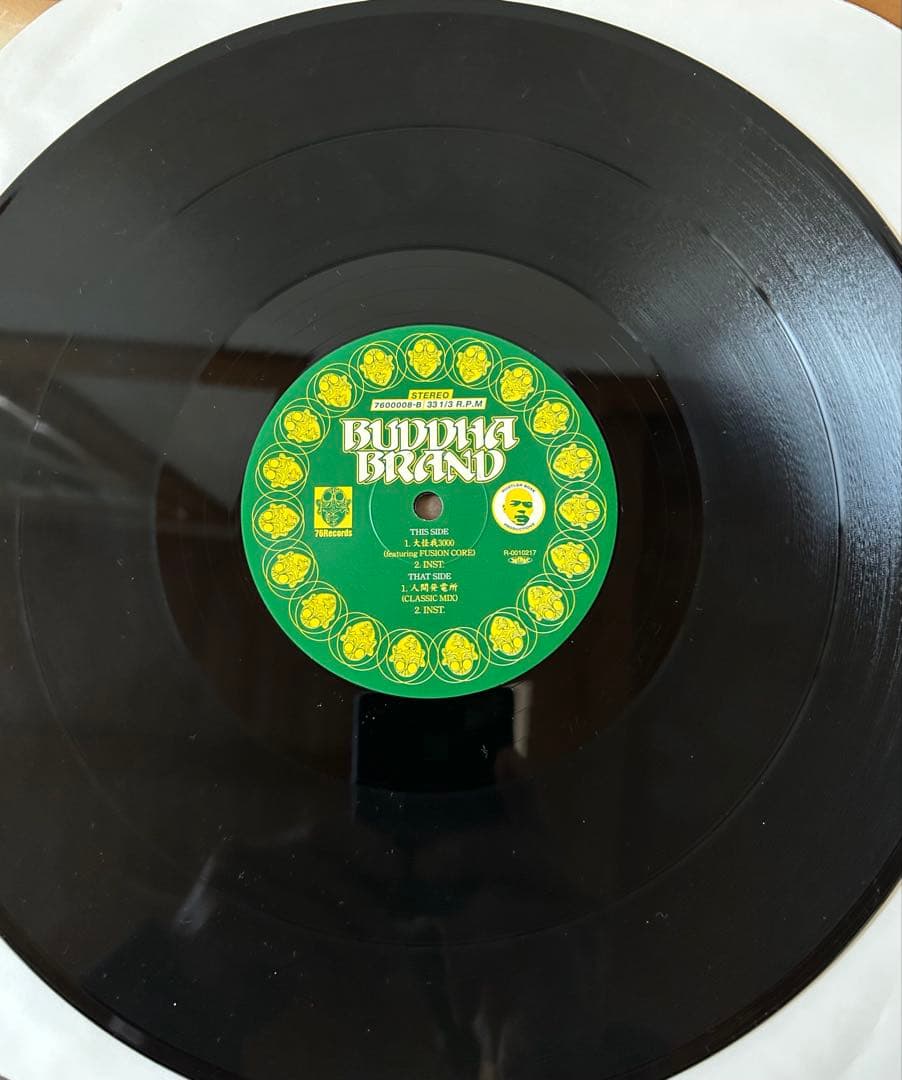 STEREO
7600008-B 33 1/3 R.P.M
BUDDHA
BRAND
76Records
THIS SIDE
1. 大怪我3000
(featuring FUSION CORE)
2. INST.
THAT SIDE
1. 人間発電所
(CLASSIC MIX)
2. INST.
R-0010217